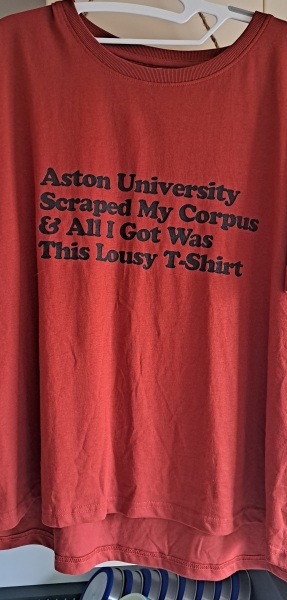 Aston University
Scraped My Corpus
& All I Got Was
This Lousy T-Shirt